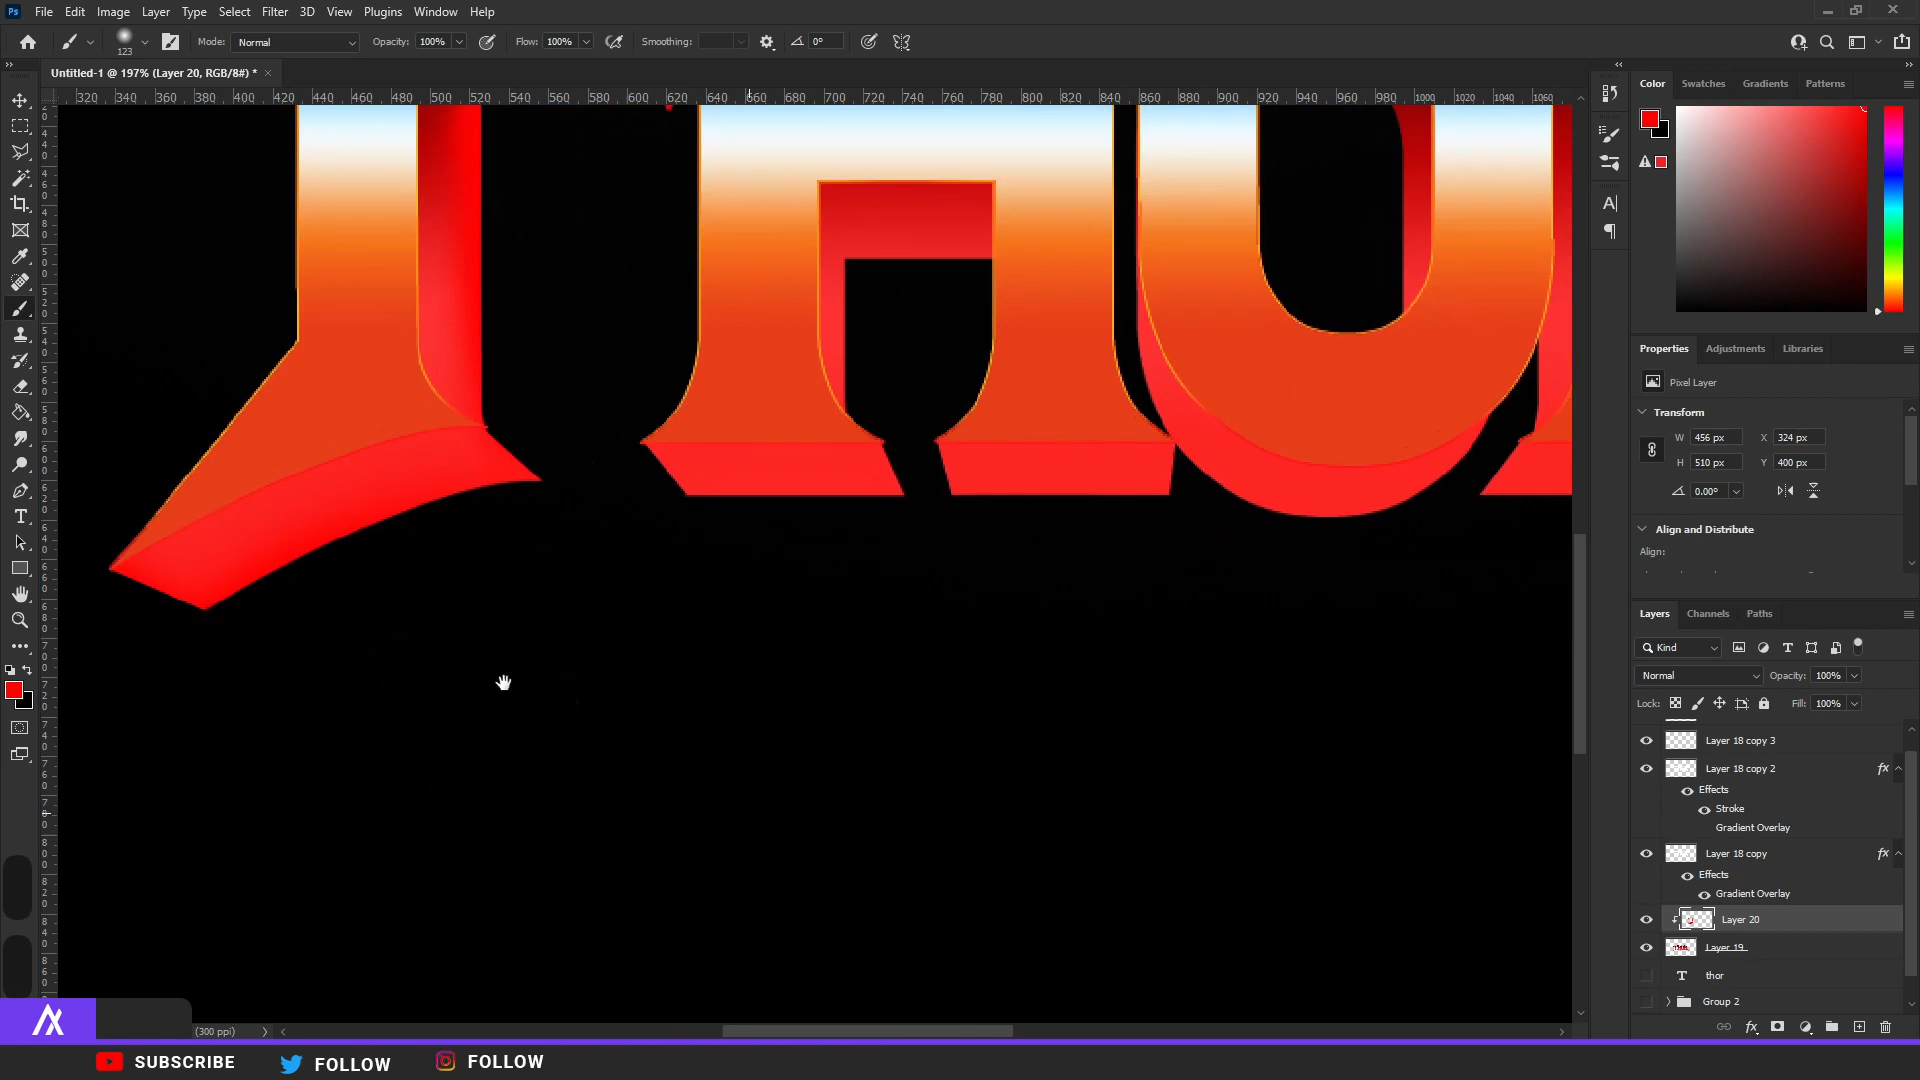 Ps File Edit Image Layer Type Select Filter 3D View Plugins Window Help
123 Mode: Normal Opacity: 100% Flow: 100% Smoothing: 0°
Untitled-1 @ 197% (Layer 20, RGB/8#) * ×
320 340 360 380 400 420 440 460 480 500 520 540 560 580 600 620 640 660 680 700 720 740 760 780 800 820 840 860 880 900 920 940 960 980 1000 1020 1040 1060
Color Swatches Gradients Patterns
Properties Adjustments Libraries
Pixel Layer
Transform
W 456 px X 324 px
H 510 px Y 400 px
0.00°
Align and Distribute
Align:
Layers Channels Paths
Kind
Normal Opacity: 100%
Lock: Fill: 100%
Layer 18 copy 3
Layer 18 copy 2 fx
Effects
Stroke
Gradient Overlay
Layer 18 copy fx
Effects
Gradient Overlay
Layer 20
Layer 19
T thor
Group 2
fx
(300 ppi)
SUBSCRIBE FOLLOW FOLLOW